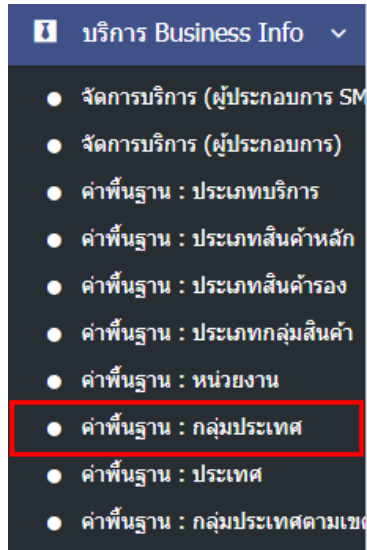 บริการ Business Info
จัดการบริการ (ผู้ประกอบการ SM
จัดการบริการ (ผู้ประกอบการ)
ค่าพื้นฐาน : ประเภทบริการ
ค่าพื้นฐาน : ประเภทสินค้าหลัก
ค่าพื้นฐาน : ประเภทสินค้ารอง
ค่าพื้นฐาน : ประเภทกลุ่มสินค้า
ค่าพื้นฐาน : หน่วยงาน
ค่าพื้นฐาน : กลุ่มประเทศ
ค่าพื้นฐาน : ประเทศ
ค่าพื้นฐาน : กลุ่มประเทศตามเขต